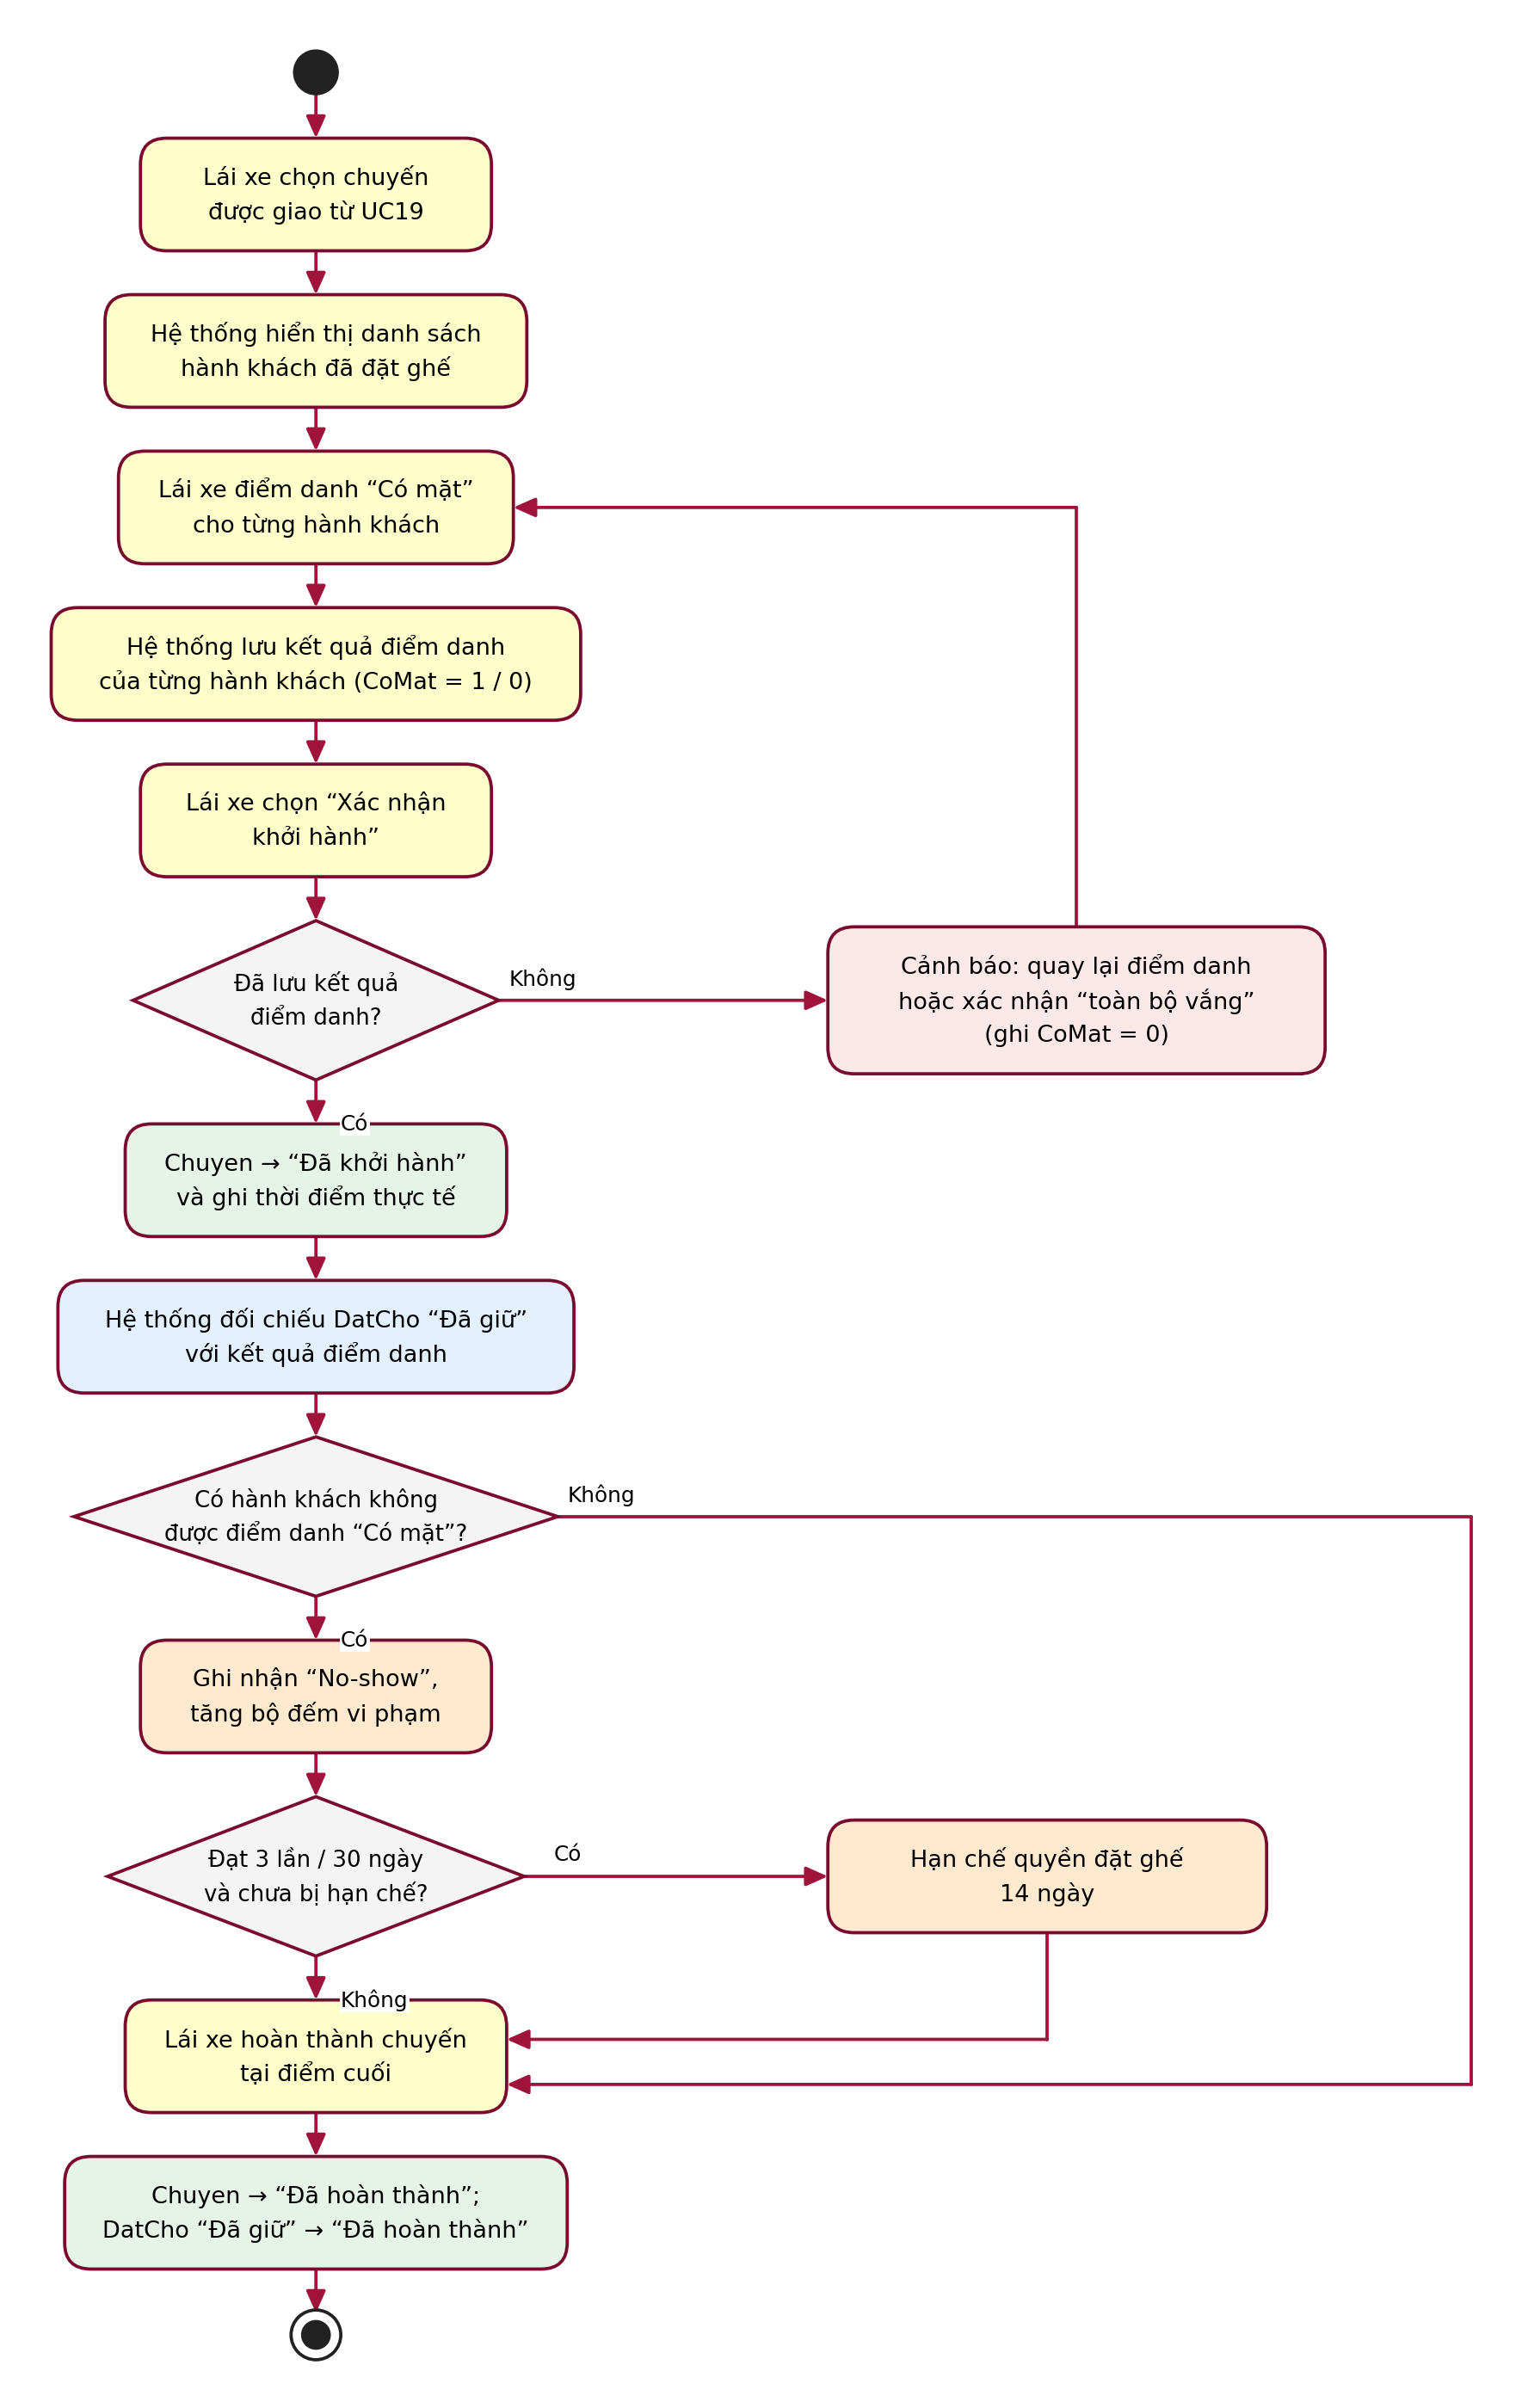 Lái xe chọn chuyến
được giao từ UC19
Hệ thống hiển thị danh sách
hành khách đã đặt ghế
Lái xe điểm danh “Có mặt”
cho từng hành khách
Hệ thống lưu kết quả điểm danh
của từng hành khách (CoMat = 1 / 0)
Lái xe chọn “Xác nhận
khởi hành”
Đã lưu kết quả
điểm danh?
Không
Cảnh báo: quay lại điểm danh
hoặc xác nhận “toàn bộ vắng”
(ghi CoMat = 0)
Có
Chuyen → “Đã khởi hành”
và ghi thời điểm thực tế
Hệ thống đối chiếu DatCho “Đã giữ”
với kết quả điểm danh
Có hành khách không
được điểm danh “Có mặt”?
Không
Có
Ghi nhận “No-show”,
tăng bộ đếm vi phạm
Đạt 3 lần / 30 ngày
và chưa bị hạn chế?
Có
Hạn chế quyền đặt ghế
14 ngày
Không
Lái xe hoàn thành chuyến
tại điểm cuối
Chuyen → “Đã hoàn thành”;
DatCho “Đã giữ” → “Đã hoàn thành”